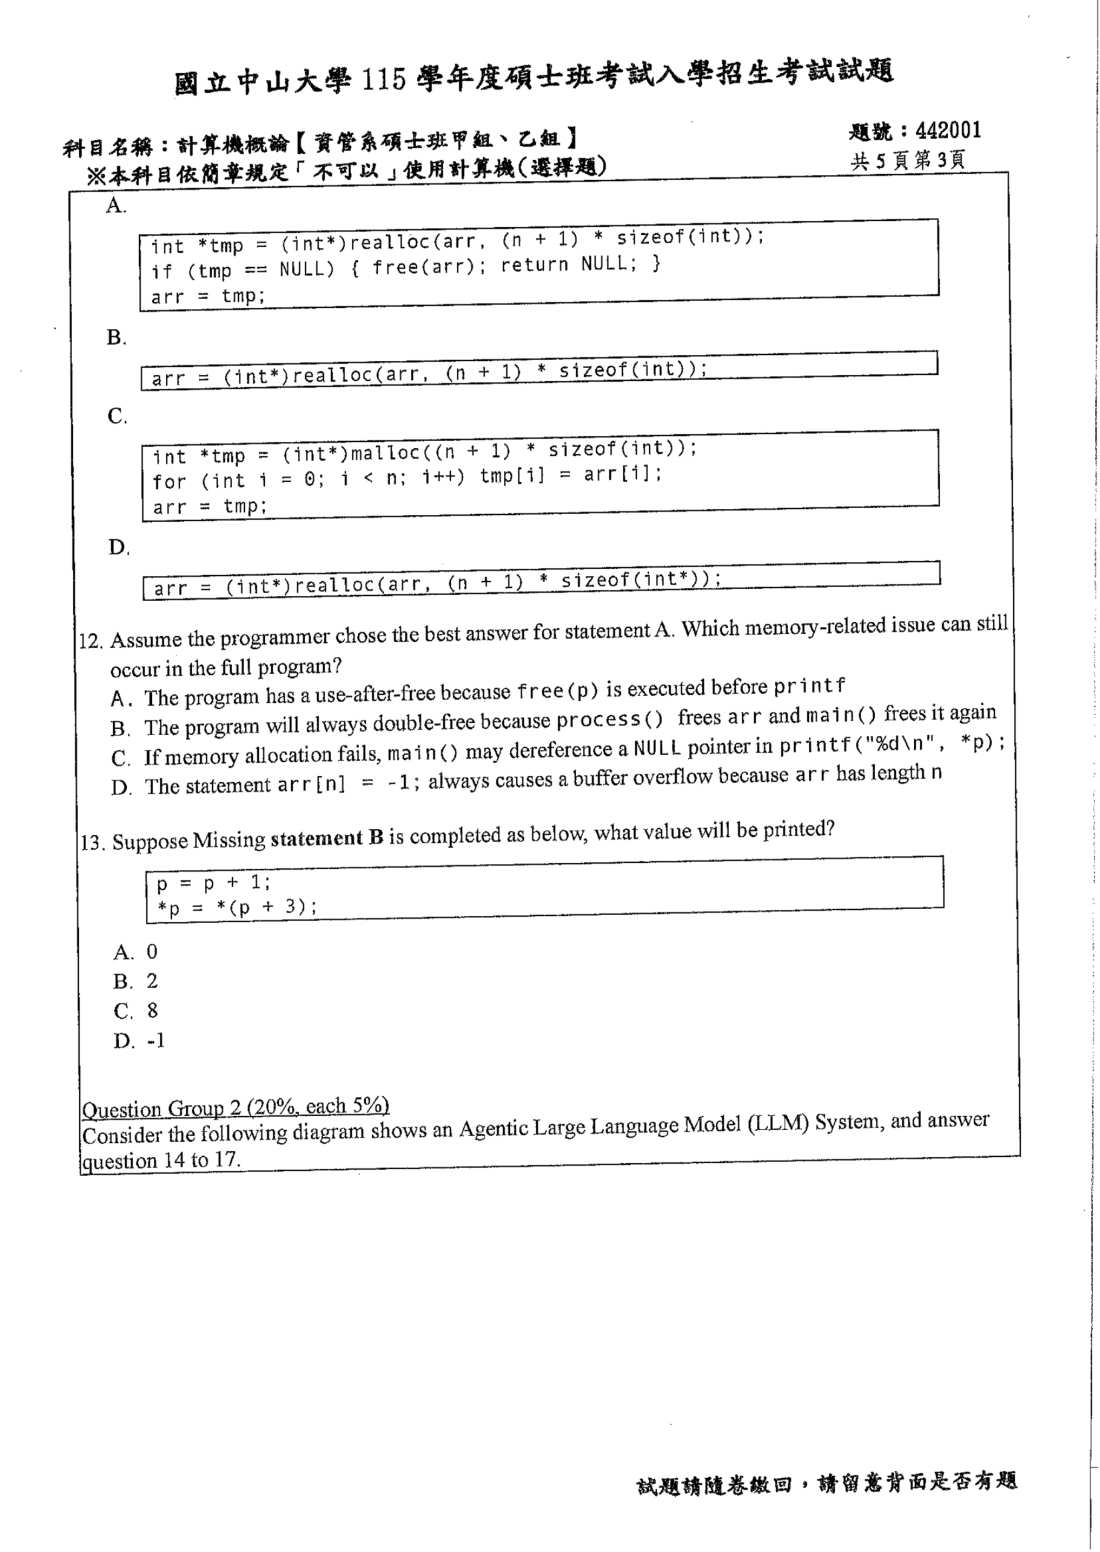 國立中山大學 115 學年度碩士班考試入學招生考試試題
科目名稱：計算機概論【資管系碩士班甲組、乙組】
題號：442001
※本科目依簡章規定「不可以」使用計算機(選擇題)
共 5 頁第 3頁
A.
int *tmp = (int*)realloc(arr, (n + 1) * sizeof(int));
if (tmp == NULL) { free(arr); return NULL; }
arr = tmp;
B.
arr = (int*)realloc(arr, (n + 1) * sizeof(int));
C.
int *tmp = (int*)malloc((n + 1) * sizeof(int));
for (int i = 0; i < n; i++) tmp[i] = arr[i];
arr = tmp;
D.
arr = (int*)realloc(arr, (n + 1) * sizeof(int*));
12. Assume the programmer chose the best answer for statement A. Which memory-related issue can still
occur in the full program?
A. The program has a use-after-free because free(p) is executed before printf
B. The program will always double-free because process() frees arr and main() frees it again
C. If memory allocation fails, main() may dereference a NULL pointer in printf("%d\n", *p);
D. The statement arr[n] = -1; always causes a buffer overflow because arr has length n
13. Suppose Missing statement B is completed as below, what value will be printed?
p = p + 1;
*p = *(p + 3);
A. 0
B. 2
C. 8
D. -1
Question Group 2 (20%, each 5%)
Consider the following diagram shows an Agentic Large Language Model (LLM) System, and answer
question 14 to 17.
試題請隨卷繳回，請留意背面是否有題